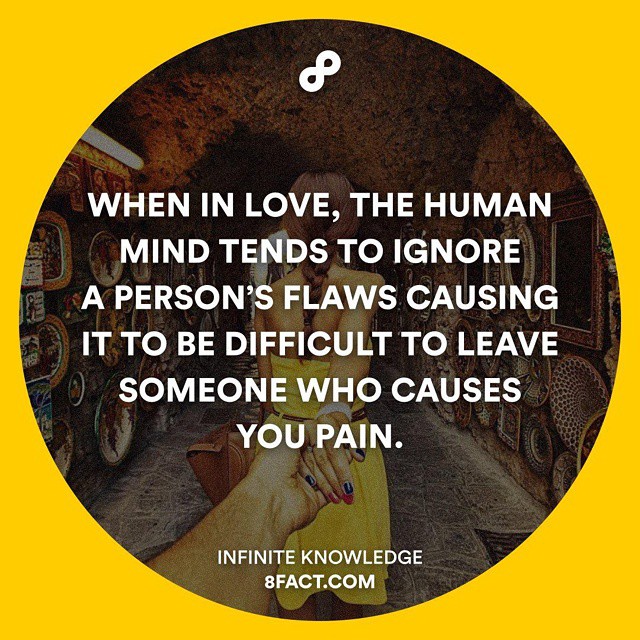 WHEN IN LOVE, THE HUMAN
MIND TENDS TO IGNORE
A PERSON'S FLAWS CAUSING
IT TO BE DIFFICULT TO LEAVE
SOMEONE WHO CAUSES
YOU PAIN.
INFINITE KNOWLEDGE
8FACT.COM